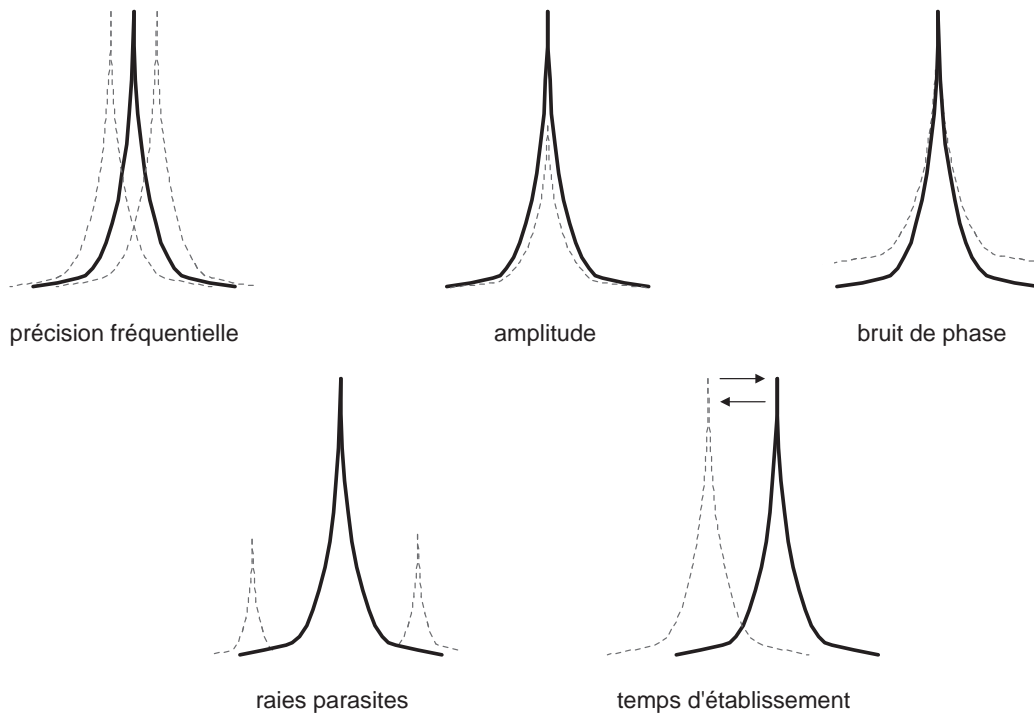 précision fréquentielle
amplitude
bruit de phase
raies parasites
temps d'établissement